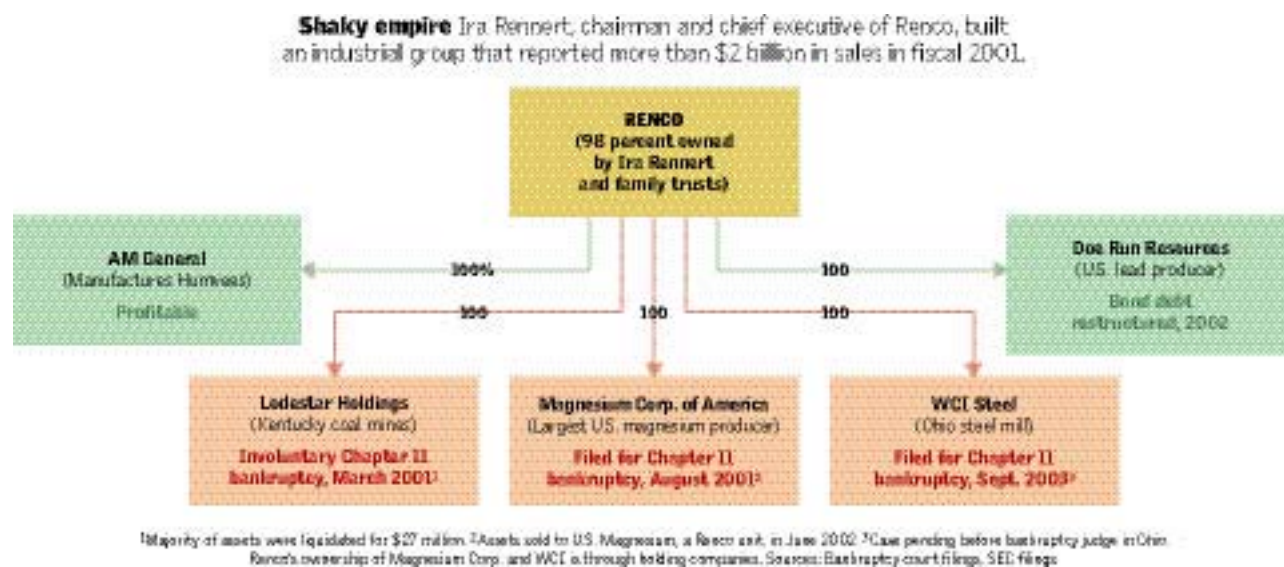 Shaky empire Ira Rennert, chairman and chief executive of Renco, built
an industrial group that reported more than $2 billion in sales in fiscal 2001.
RENCO
(98 percent owned
by Ira Rennert
and family trusts)
AM General
(Manufactures Humvees)
Profitable
100%
100
Doe Run Resources
(U.S. lead producer)
Bond debt
restructured, 2002
100
100
100
Lodestar Holdings
(Kentucky coal mines)
Involuntary Chapter 11
bankruptcy, March 2001¹
Magnesium Corp. of America
(Largest U.S. magnesium producer)
Filed for Chapter 11
bankruptcy, August 2001²
WCI Steel
(Ohio steel mill)
Filed for Chapter 11
bankruptcy, Sept. 2003³
¹Majority of assets were liquidated for $27 million. ²Assets sold to U.S. Magnesium, a Renco unit, in June 2002. ³Case pending before bankruptcy judge in Ohio.
Renco's ownership of Magnesium Corp. and WCI is through holding companies. Sources: Bankruptcy court filings, SEC filings